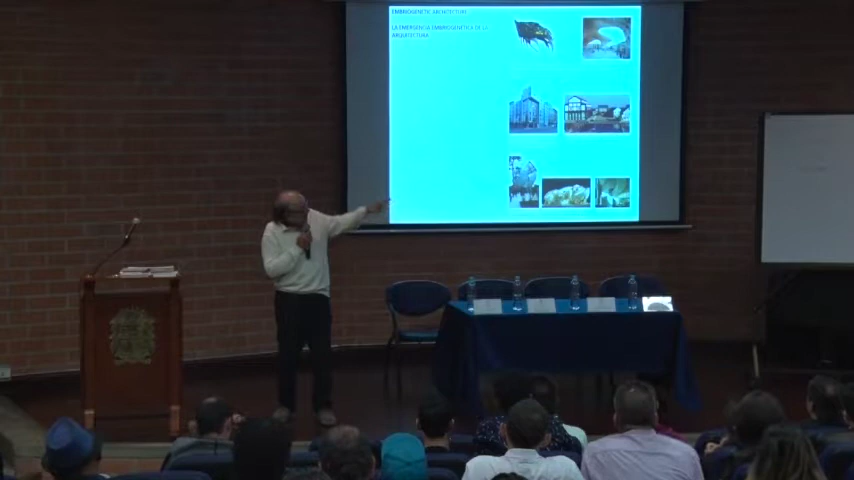 EMBRIOGENETIC ARCHITECTURE
LA EMERGENCIA EMBRIOGENÉTICA DE LA
ARQUITECTURA